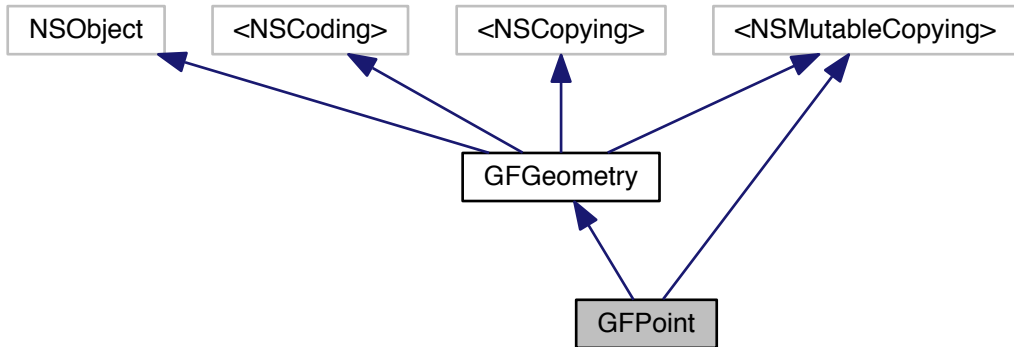 NSObject
<NSCoding>
<NSCopying>
<NSMutableCopying>
GFGeometry
GFPoint